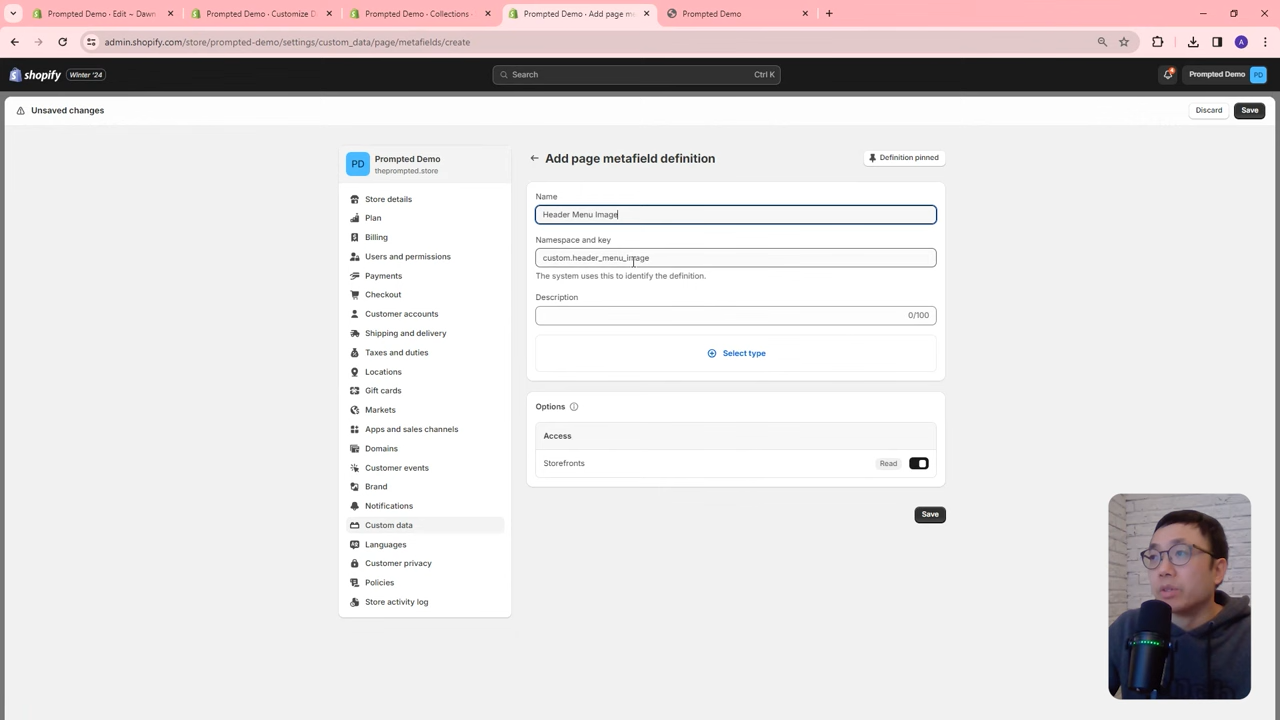 Prompted Demo - Edit ~ Dawn
Prompted Demo · Customize D
Prompted Demo · Collections ·
Prompted Demo · Add page me
Prompted Demo
admin.shopify.com/store/prompted-demo/settings/custom_data/page/metafields/create
A
shopify
Winter '24
Search
Ctrl K
Prompted Demo
PD
Unsaved changes
Discard
Save
PD
Prompted Demo
theprompted.store
Store details
Plan
Billing
Users and permissions
Payments
Checkout
Customer accounts
Shipping and delivery
Taxes and duties
Locations
Gift cards
Markets
Apps and sales channels
Domains
Customer events
Brand
Notifications
Custom data
Languages
Customer privacy
Policies
Store activity log
Add page metafield definition
Definition pinned
Name
Header Menu Image
Namespace and key
custom.header_menu_image
The system uses this to identify the definition.
Description
0/100
Select type
Options
Access
Storefronts
Read
Save